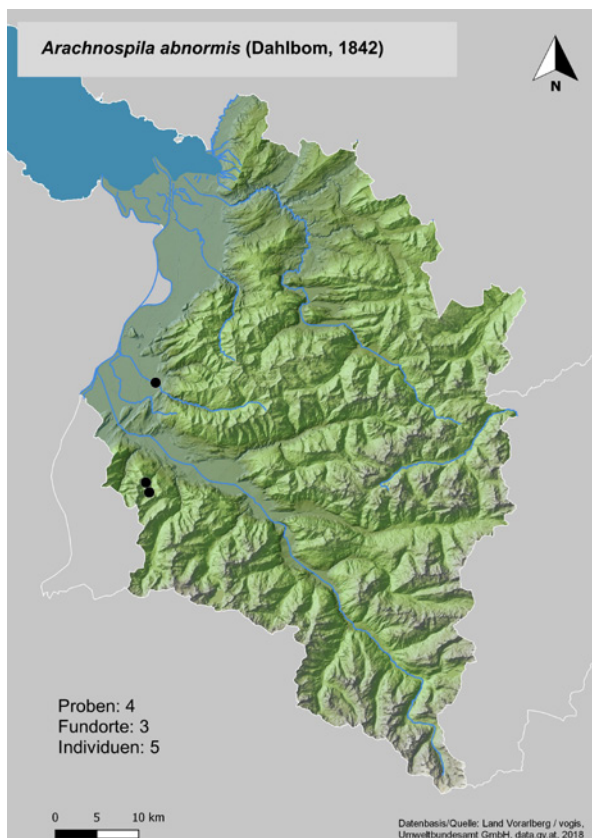 Arachnospila abnormis (Dahlbom, 1842)
N
Proben: 4
Fundorte: 3
Individuen: 5
0 5 10 km
Datenbasis/Quelle: Land Vorarlberg / vogis,
Umweltbundesamt GmbH, data.gv.at, 2018